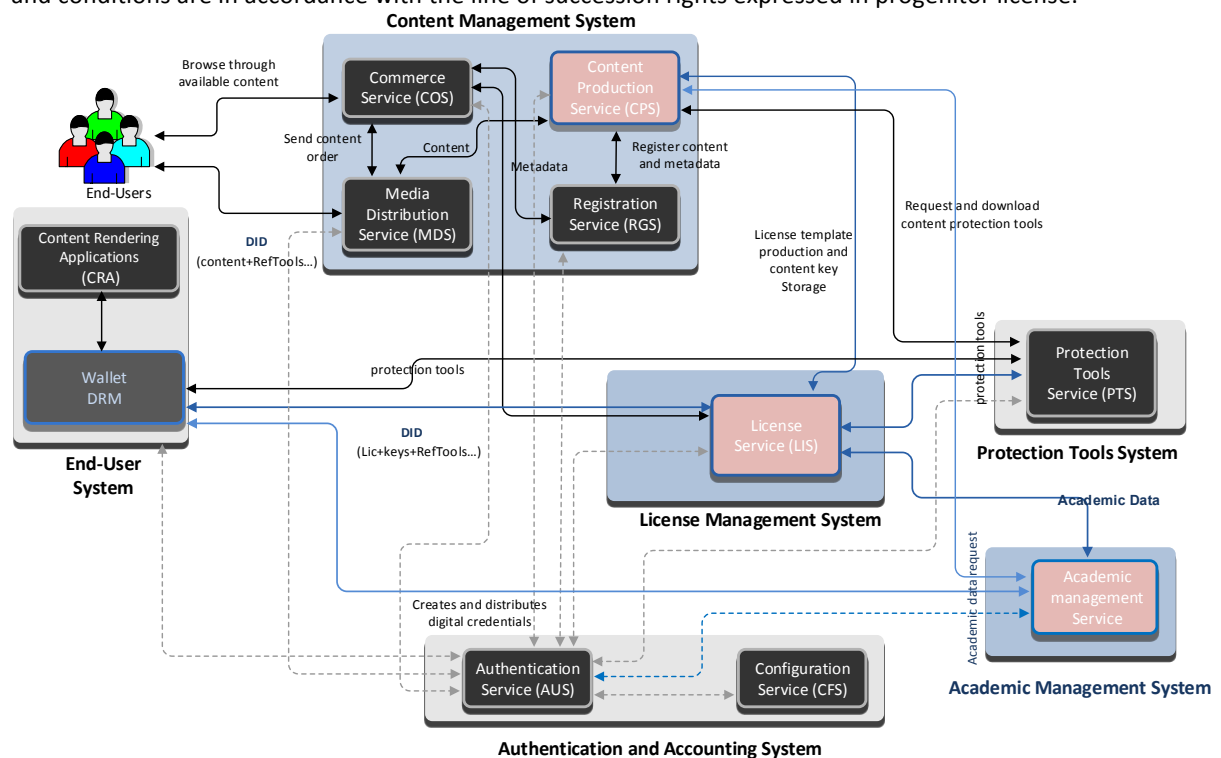 and conditions are in accordance with the line of succession rights expressed in progenitor license.
Content Management System
Browse through
available content
Commerce
Service (COS)
Content
Production
Service (CPS)
Send content
order
Content
Metadata
Register content
and metadata
End-Users
Media
Distribution
Service (MDS)
Registration
Service (RGS)
Request and download
content protection tools
Content Rendering
Applications
(CRA)
DID
(content+RefTools...)
License template
production and
content key
Storage
Wallet
DRM
protection tools
protection tools
Protection
Tools
Service (PTS)
Protection Tools System
End-User
System
DID
(Lic+keys+RefTools...)
License
Service (LIS)
License Management System
Academic Data
Academic data request
Academic
management
Service
Academic Management System
Creates and distributes
digital credentials
Authentication
Service (AUS)
Configuration
Service (CFS)
Authentication and Accounting System